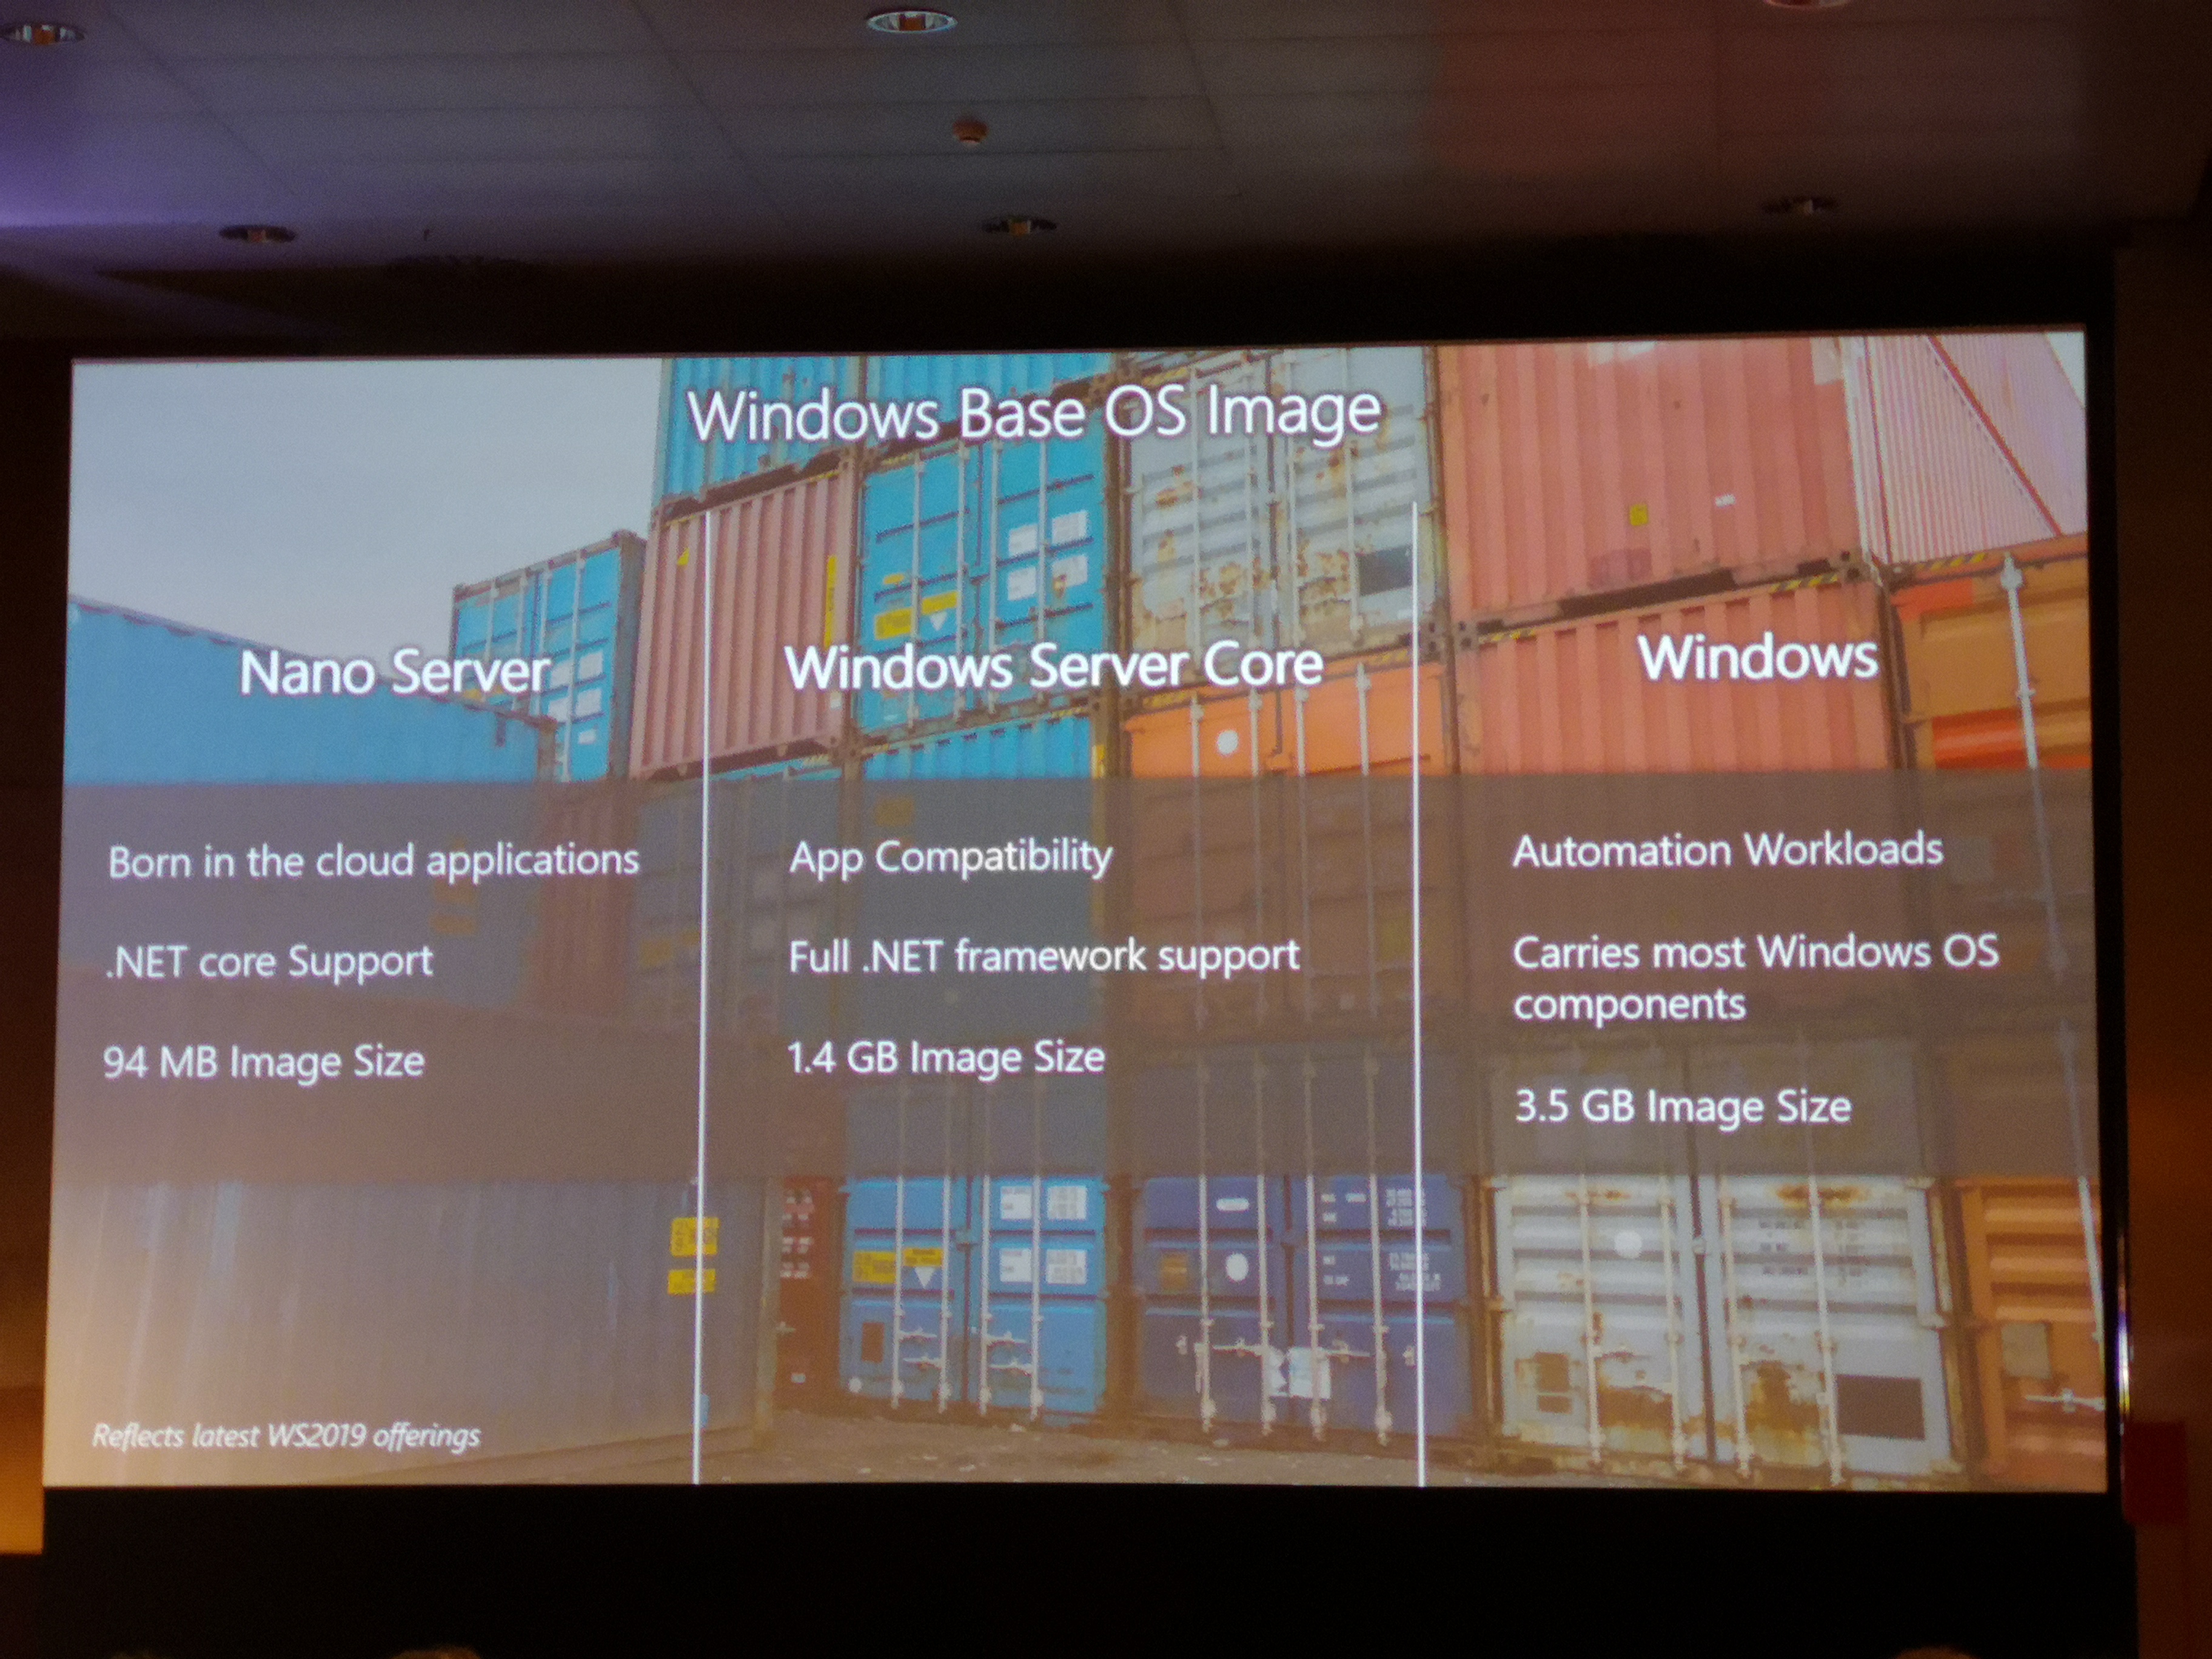 Windows Base OS Image
Nano Server
Born in the cloud applications
.NET core Support
94 MB Image Size
Windows Server Core
App Compatibility
Full .NET framework support
1.4 GB Image Size
Windows
Automation Workloads
Carries most Windows OS
components
3.5 GB Image Size
Reflects latest WS2019 offerings